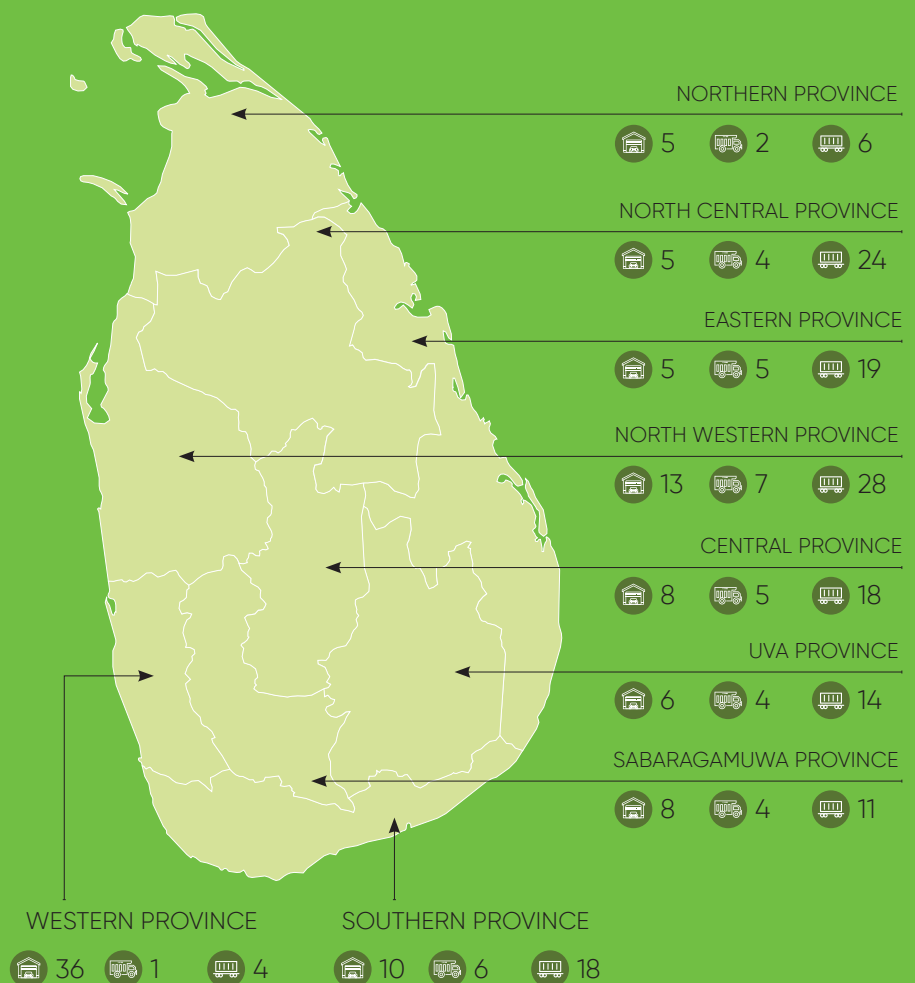 NORTHERN PROVINCE
5 2 6
NORTH CENTRAL PROVINCE
5 4 24
EASTERN PROVINCE
5 5 19
NORTH WESTERN PROVINCE
13 7 28
CENTRAL PROVINCE
8 5 18
UVA PROVINCE
6 4 14
SABARAGAMUWA PROVINCE
8 4 11
WESTERN PROVINCE
36 1 4
SOUTHERN PROVINCE
10 6 18